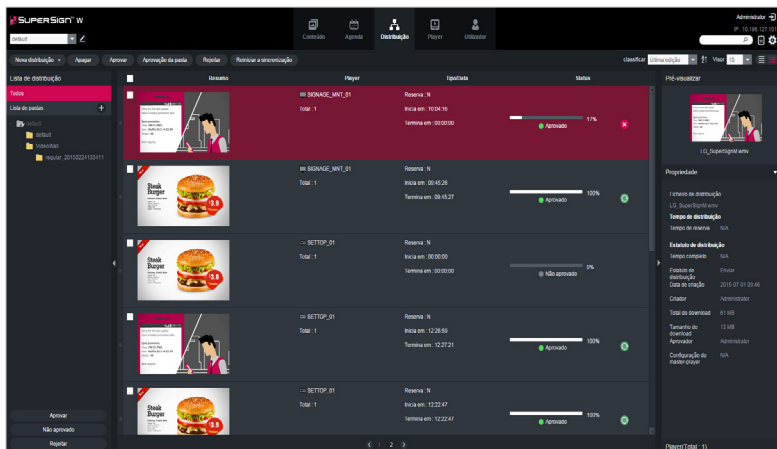 SUPERSIGN™ W
Administrator
IP : 10.196.127.101
default
Conteúdo
Agenda
Distribuição
Player
Utilizador
Nova distribuição
Apagar
Aprovar
Aprovação da pasta
Rejeitar
Reiniciar a sincronização
classificar
Última edição
Visor
10
Lista de distribuição
Todos
Lista de pastas
+
default
default
VideoWall
Resumo
Player
Tipo/Data
Status
SIGNAGE_MNT_01
Total : 1
Reserva : N
Inicia em : 10:04:16
Termina em : 00:00:00
17%
Aprovado
Steak
Burger
$3.9
SIGNAGE_MNT_01
Total : 1
Reserva : N
Inicia em : 09:45:26
Termina em : 09:45:27
100%
Aprovado
Steak
Burger
$3.9
SETTOP_01
Total : 1
Reserva : N
Inicia em : 00:00:00
Termina em : 00:00:00
0%
Não aprovado
SETTOP_01
Total : 1
Reserva : N
Inicia em : 12:26:59
Termina em : 12:27:21
100%
Aprovado
Steak
Burger
$3.9
SETTOP_01
Total : 1
Reserva : N
Inicia em : 12:22:47
Termina em : 12:22:47
100%
Aprovado
Aprovar
Não aprovado
Rejeitar
1 2
Pré-visualizar
LG_SuperSignM.wmv
Propriedade
Ficheiro de distribuição
LG_SuperSignM.wmv
Tempo de distribuição
Tempo de reserva N/A
Estatuto de distribuição
Tempo completo N/A
Estatuto de distribuição Enviar
Data de criação 2015-07-01 09:46
Criador Administrator
Total do download 61 MB
Tamanho do download 13 MB
Aprovador Administrator
Configuração do master-player N/A
Player(Total : 1)